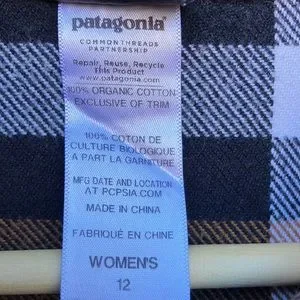 patagonia
COMMON THREADS
PARTNERSHIP
Repair, Reuse, Recycle
This Product
www.patagonia.com
100% ORGANIC COTTON
EXCLUSIVE OF TRIM
100% COTON DE
CULTURE BIOLOGIQUE
A PART LA GARNITURE
MFG DATE AND LOCATION
AT PCPSIA.COM
MADE IN CHINA
FABRIQUÉ EN CHINE
WOMEN'S
12